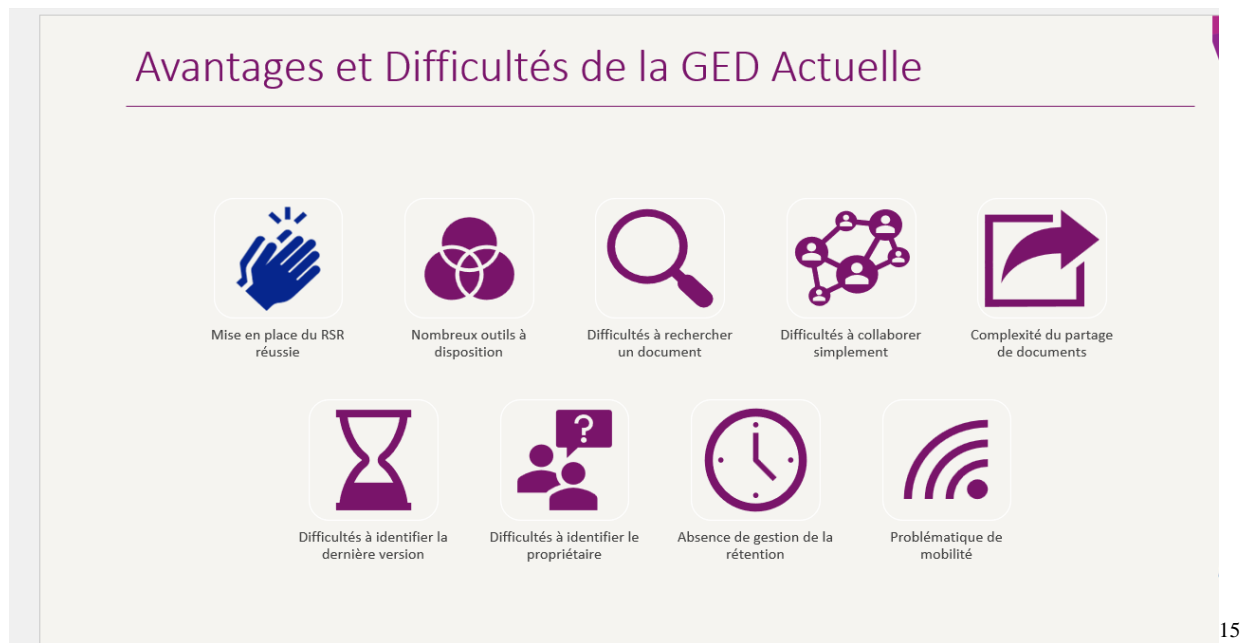 Avantages et Difficultés de la GED Actuelle
Mise en place du RSR
réussie
Nombreux outils à
disposition
Difficultés à rechercher
un document
Difficultés à collaborer
simplement
Complexité du partage
de documents
?
Difficultés à identifier la
dernière version
Difficultés à identifier le
propriétaire
Absence de gestion de la
rétention
Problématique de
mobilité
15